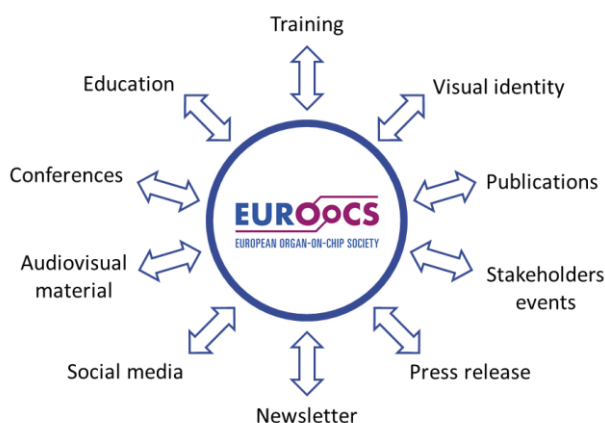 Training
Education
Visual identity
Conferences
Publications
EUROoCS
EUROPEAN ORGAN-ON-CHIP SOCIETY
Audiovisual
material
Stakeholders
events
Social media
Press release
Newsletter